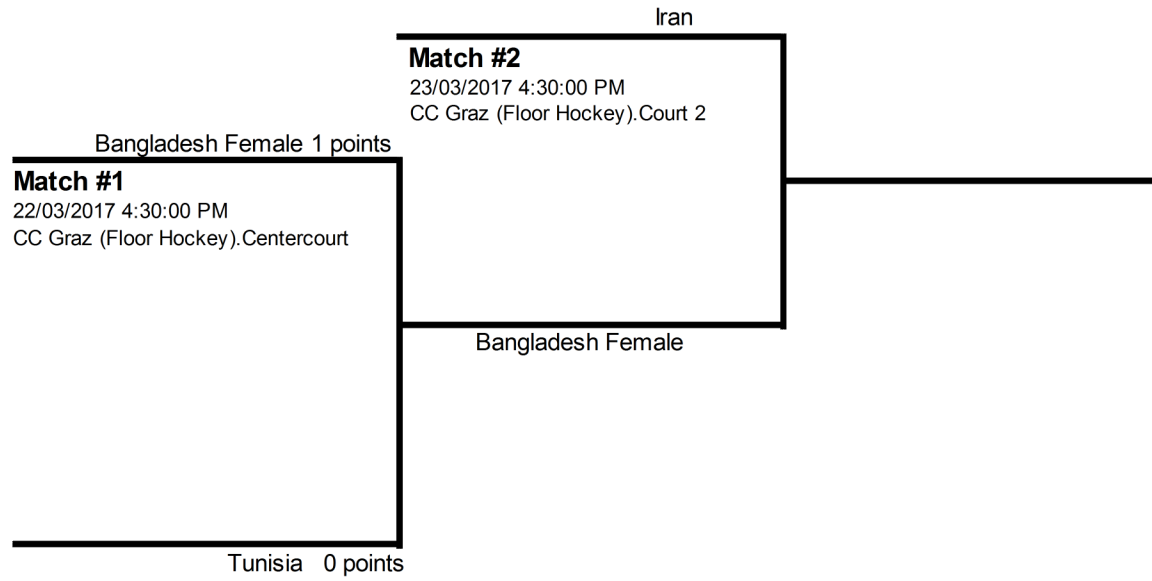 Iran
Match #2
23/03/2017 4:30:00 PM
CC Graz (Floor Hockey).Court 2
Bangladesh Female 1 points
Match #1
22/03/2017 4:30:00 PM
CC Graz (Floor Hockey).Centercourt
Bangladesh Female
Tunisia 0 points